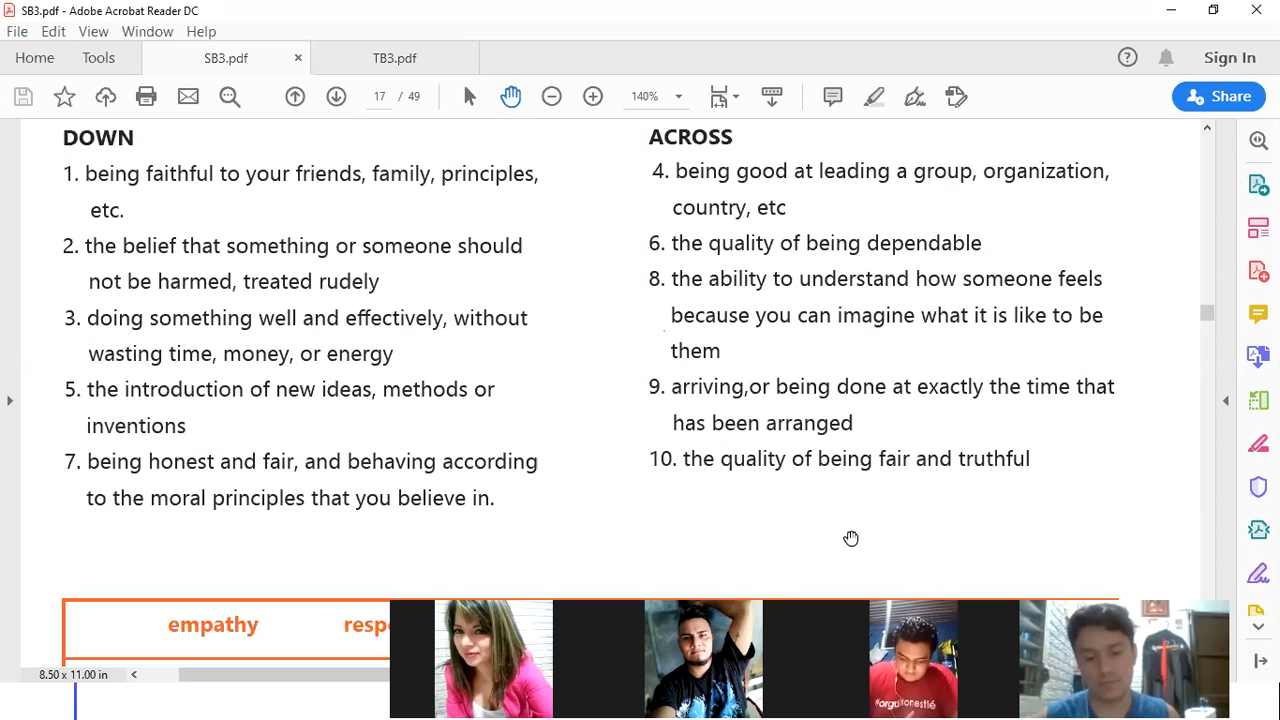 SB3.pdf - Adobe Acrobat Reader DC
File Edit View Window Help
Home Tools SB3.pdf × TB3.pdf Sign In
17 / 49 140% Share
DOWN
1. being faithful to your friends, family, principles,
etc.
2. the belief that something or someone should
not be harmed, treated rudely
3. doing something well and effectively, without
wasting time, money, or energy
5. the introduction of new ideas, methods or
inventions
7. being honest and fair, and behaving according
to the moral principles that you believe in.
ACROSS
4. being good at leading a group, organization,
country, etc
6. the quality of being dependable
8. the ability to understand how someone feels
because you can imagine what it is like to be
them
9. arriving,or being done at exactly the time that
has been arranged
10. the quality of being fair and truthful
empathy
8.50 x 11.00 in